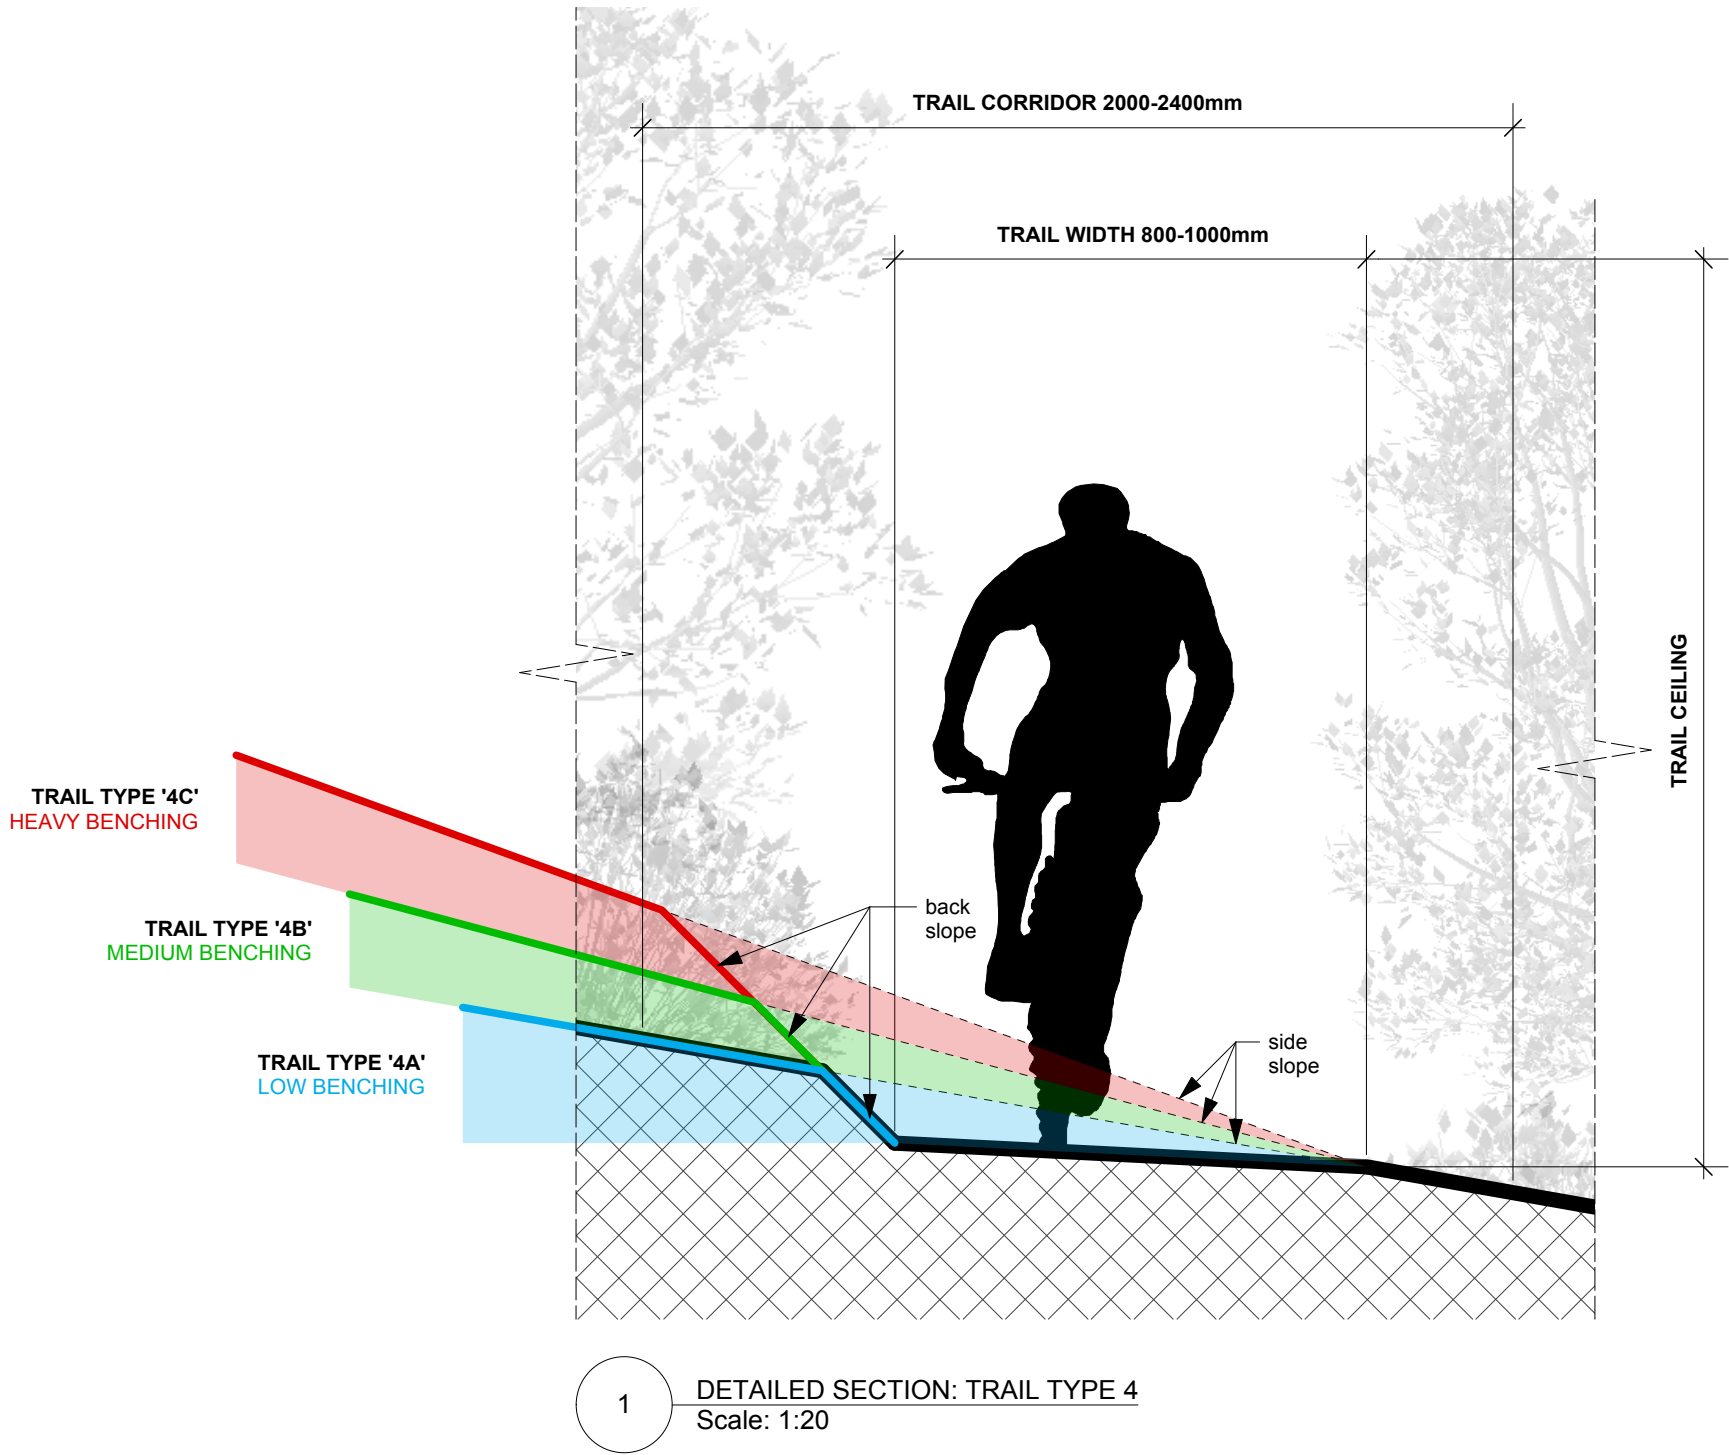 TRAIL CORRIDOR 2000-2400mm
TRAIL WIDTH 800-1000mm
TRAIL CEILING
TRAIL TYPE '4C'
HEAVY BENCHING
back
slope
TRAIL TYPE '4B'
MEDIUM BENCHING
side
slope
TRAIL TYPE '4A'
LOW BENCHING
1
DETAILED SECTION: TRAIL TYPE 4
Scale: 1:20